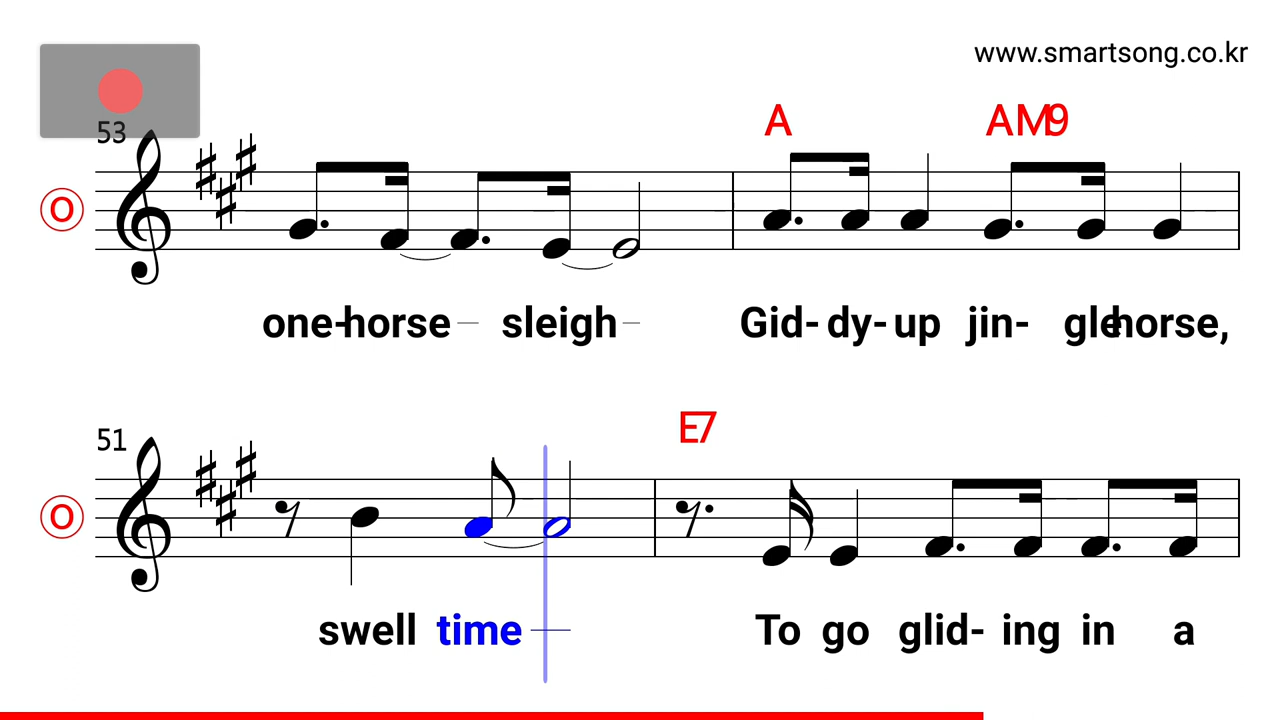 www.smartsong.co.kr
A AM9
53
O
one-horse sleigh Gid- dy- up jin- gle horse,
51
E7
O
swell time To go glid- ing in a